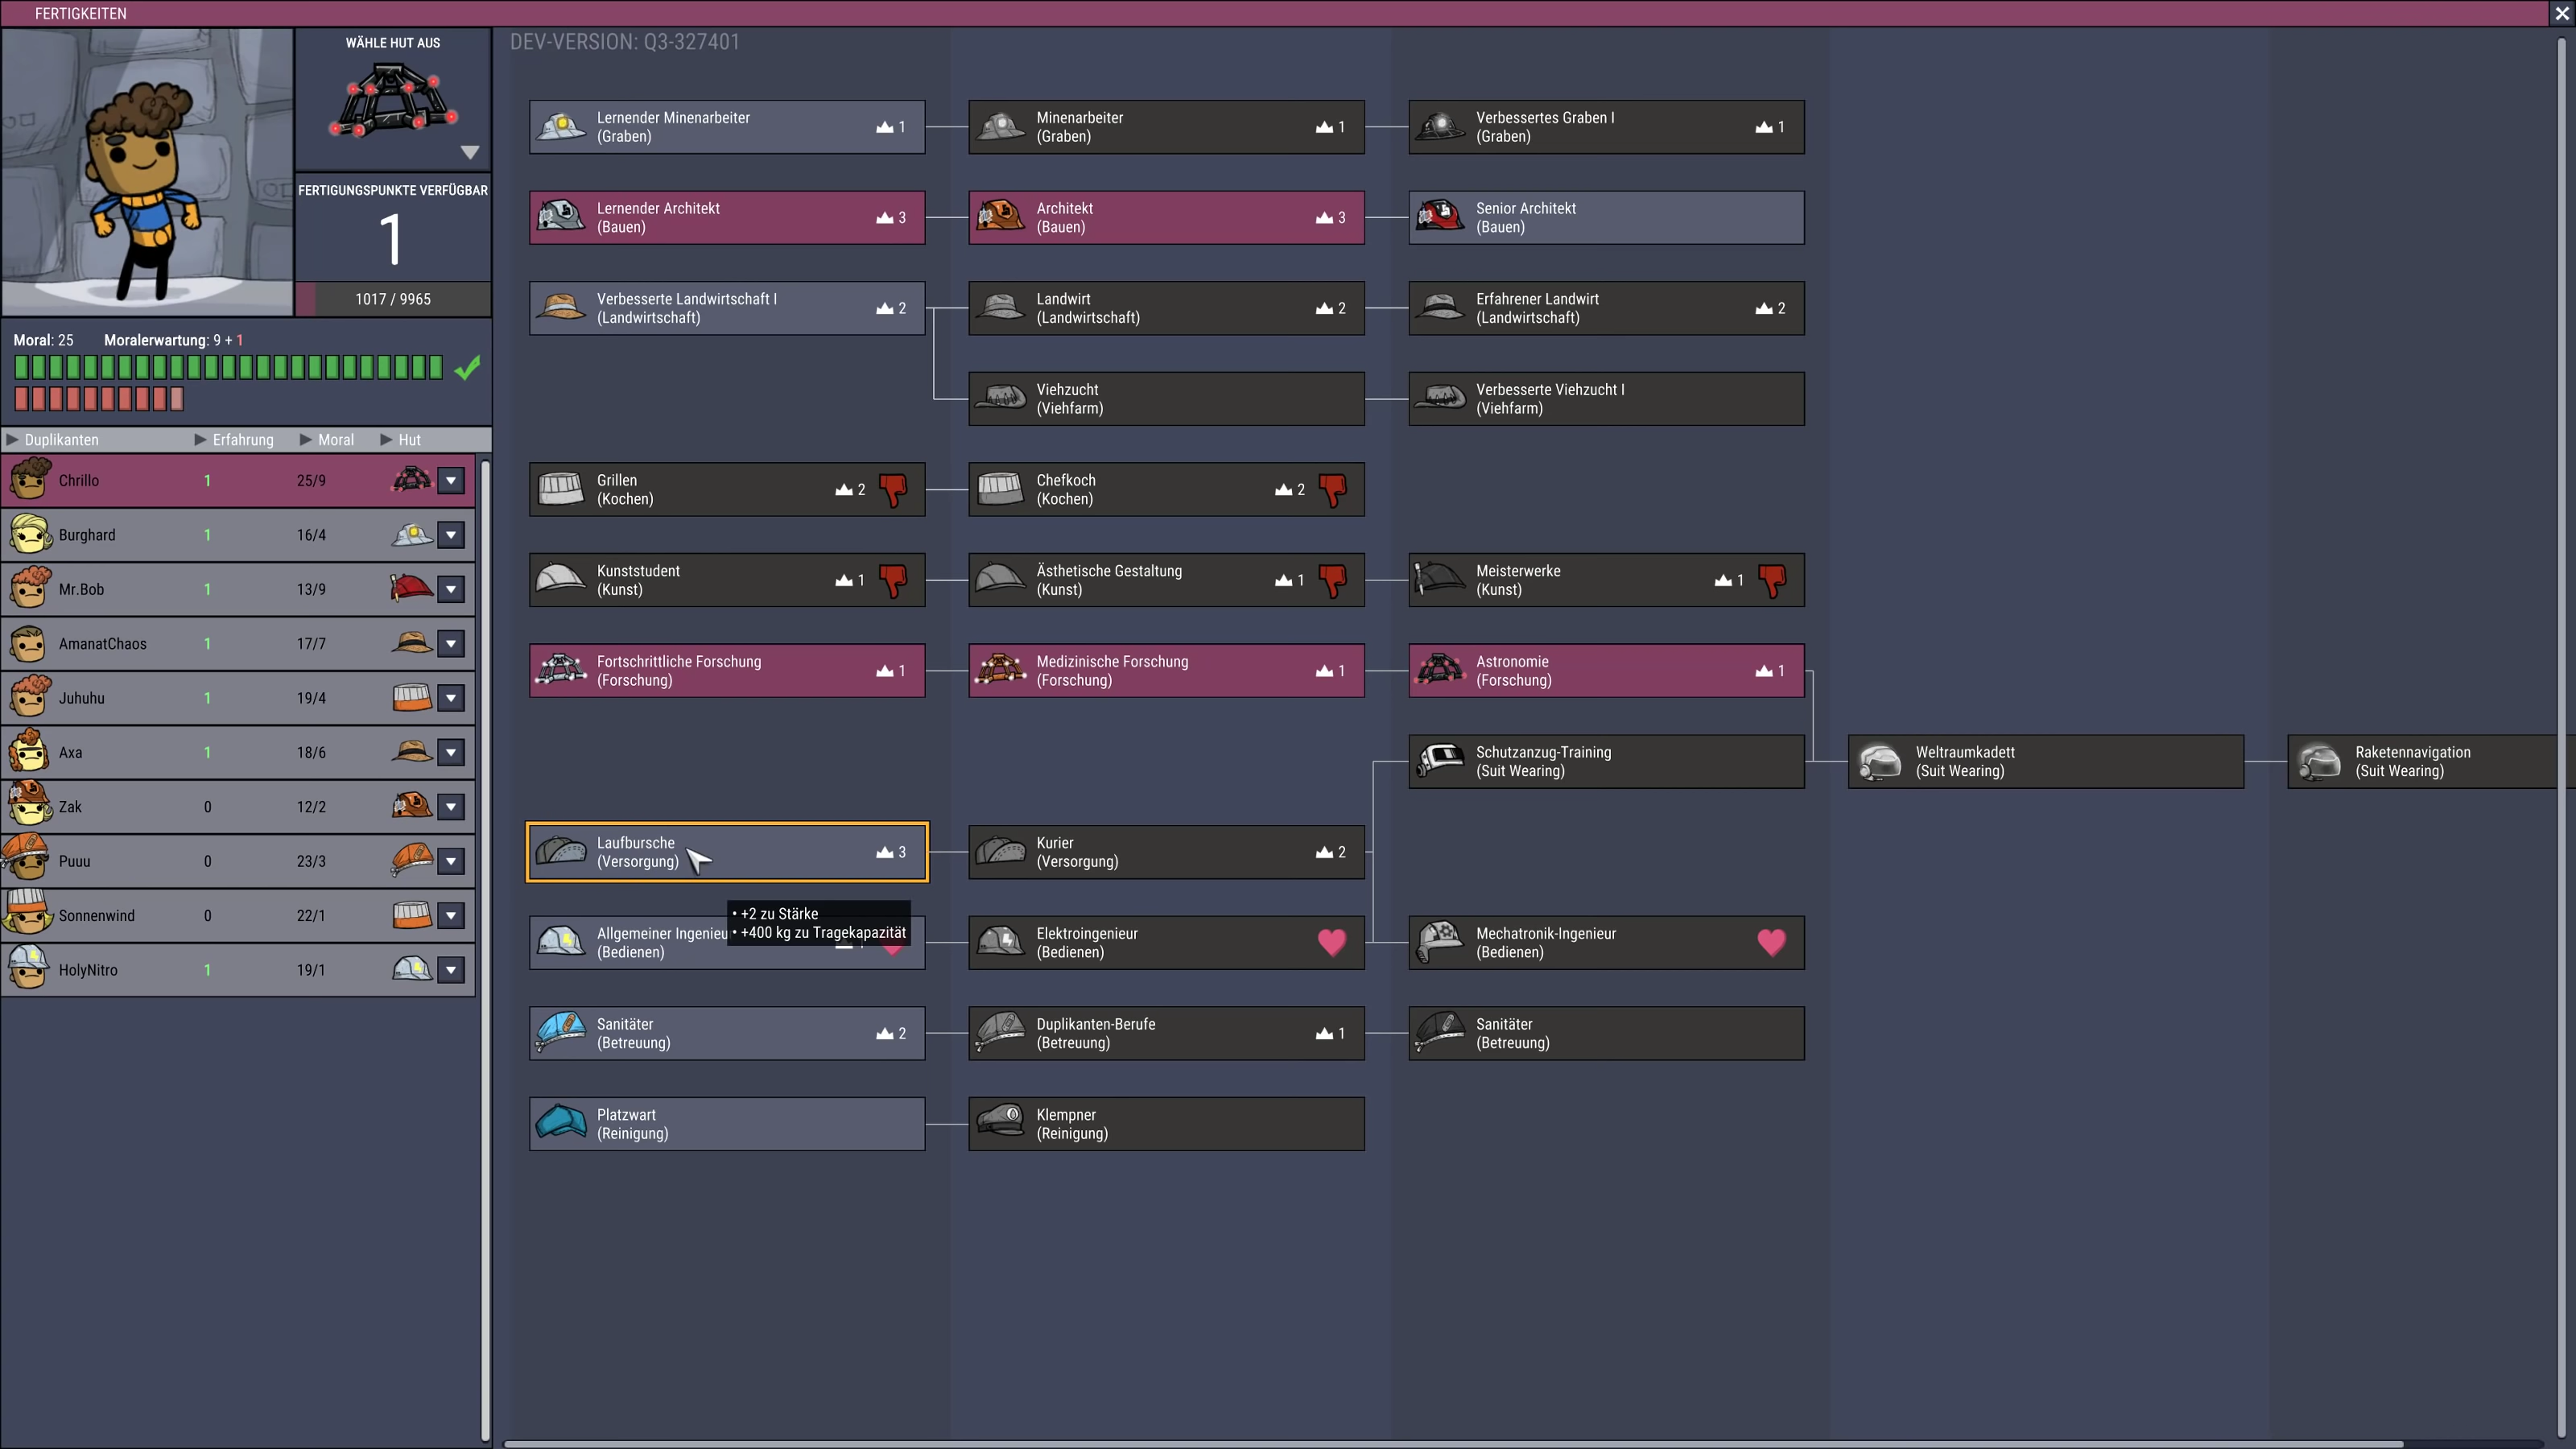 FERTIGKEITEN
DEV-VERSION: Q3-327401
WÄHLE HUT AUS
FERTIGUNGSPUNKTE VERFÜGBAR
1
1017 / 9965
Moral: 25 Moralerwartung: 9 + 1
Duplikanten Erfahrung Moral Hut
Chrillo 1 25/9
Burghard 1 16/4
Mr.Bob 1 13/9
AmanatChaos 1 17/7
Juhuhu 1 19/4
Axa 1 18/6
Zak 0 12/2
Puuu 0 23/3
Sonnenwind 0 22/1
HolyNitro 1 19/1
Lernender Minenarbeiter
(Graben)
1
Minenarbeiter
(Graben)
1
Verbessertes Graben I
(Graben)
1
Lernender Architekt
(Bauen)
3
Architekt
(Bauen)
3
Senior Architekt
(Bauen)
Verbesserte Landwirtschaft I
(Landwirtschaft)
2
Landwirt
(Landwirtschaft)
2
Erfahrener Landwirt
(Landwirtschaft)
2
Viehzucht
(Viehfarm)
Verbesserte Viehzucht I
(Viehfarm)
Grillen
(Kochen)
2
Chefkoch
(Kochen)
2
Kunststudent
(Kunst)
1
Ästhetische Gestaltung
(Kunst)
1
Meisterwerke
(Kunst)
1
Fortschrittliche Forschung
(Forschung)
1
Medizinische Forschung
(Forschung)
1
Astronomie
(Forschung)
1
Schutzanzug-Training
(Suit Wearing)
Weltraumkadett
(Suit Wearing)
Raketennavigation
(Suit Wearing)
Laufbursche
(Versorgung)
3
Kurier
(Versorgung)
2
• +2 zu Stärke
• +400 kg zu Tragekapazität
Allgemeiner Ingenieur
(Bedienen)
Elektroingenieur
(Bedienen)
Mechatronik-Ingenieur
(Bedienen)
Sanitäter
(Betreuung)
2
Duplikanten-Berufe
(Betreuung)
1
Sanitäter
(Betreuung)
Platzwart
(Reinigung)
Klempner
(Reinigung)